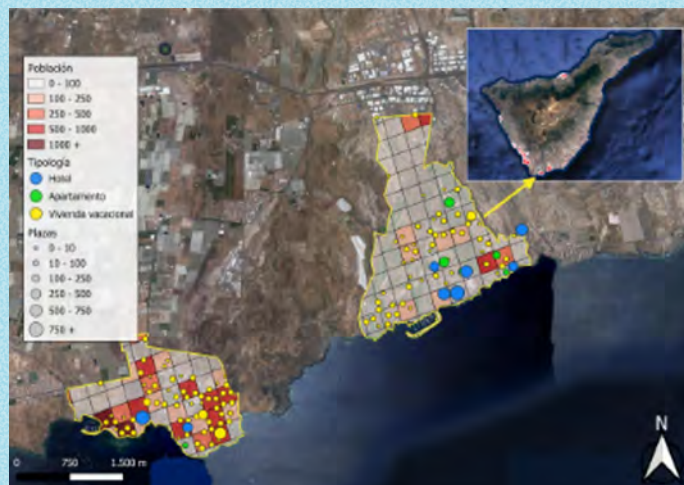 Población
0 - 100
100 - 250
250 - 500
500 - 1000
1000 +
Tipología
Hotel
Apartamento
Vivienda vacacional
Plazas
0 - 10
10 - 100
100 - 250
250 - 500
500 - 750
750 +
0 750 1.500 m
N